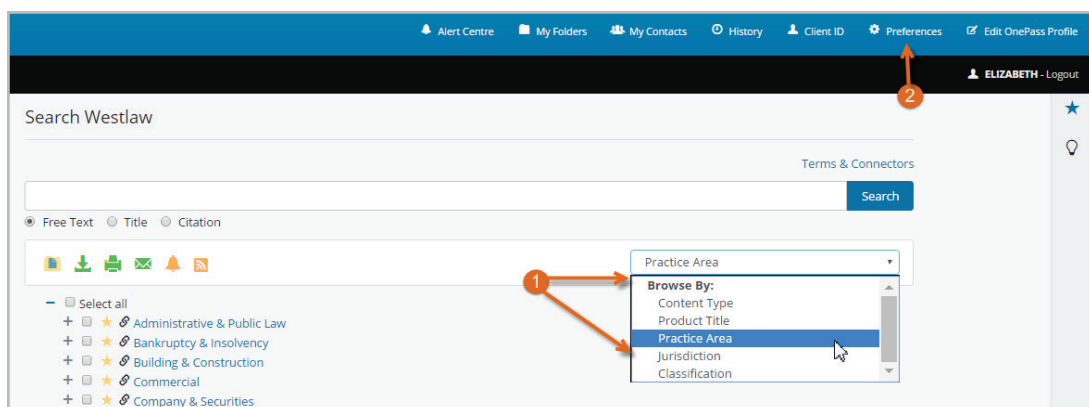 Alert Centre My Folders My Contacts History Client ID Preferences Edit OnePass Profile
ELIZABETH - Logout
2
Search Westlaw
Terms & Connectors
Search
Free Text Title Citation
Practice Area
1
Browse By:
Content Type
Product Title
Practice Area
Jurisdiction
Classification
Select all
Administrative & Public Law
Bankruptcy & Insolvency
Building & Construction
Commercial
Company & Securities